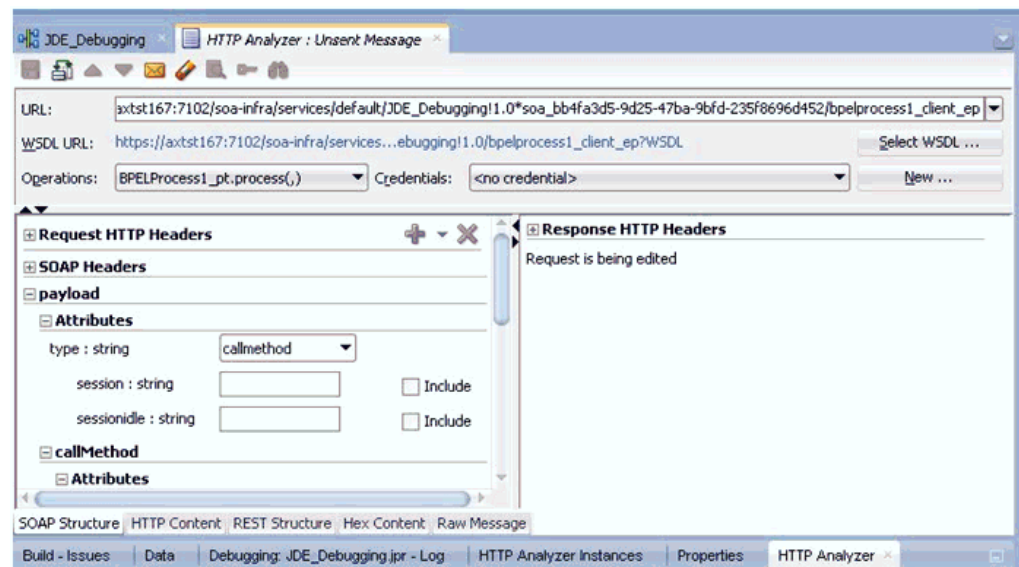 JDE_Debugging HTTP Analyzer : Unsent Message
URL: axtst167:7102/soa-infra/services/default/JDE_Debugging!1.0*soa_bb4fa3d5-9d25-47ba-9bfd-235f8696d452/bpelprocess1_client_ep
WSDL URL: https://axtst167:7102/soa-infra/services...ebugging!1.0/bpelprocess1_client_ep?WSDL Select WSDL ...
Operations: BPELProcess1_pt.process(,) Credentials: <no credential> New ...
Request HTTP Headers
SOAP Headers
payload
Attributes
type : string callmethod
session : string Include
sessionidle : string Include
callMethod
Attributes
Response HTTP Headers
Request is being edited
SOAP Structure HTTP Content REST Structure Hex Content Raw Message
Build - Issues Data Debugging: JDE_Debugging.jpr - Log HTTP Analyzer Instances Properties HTTP Analyzer